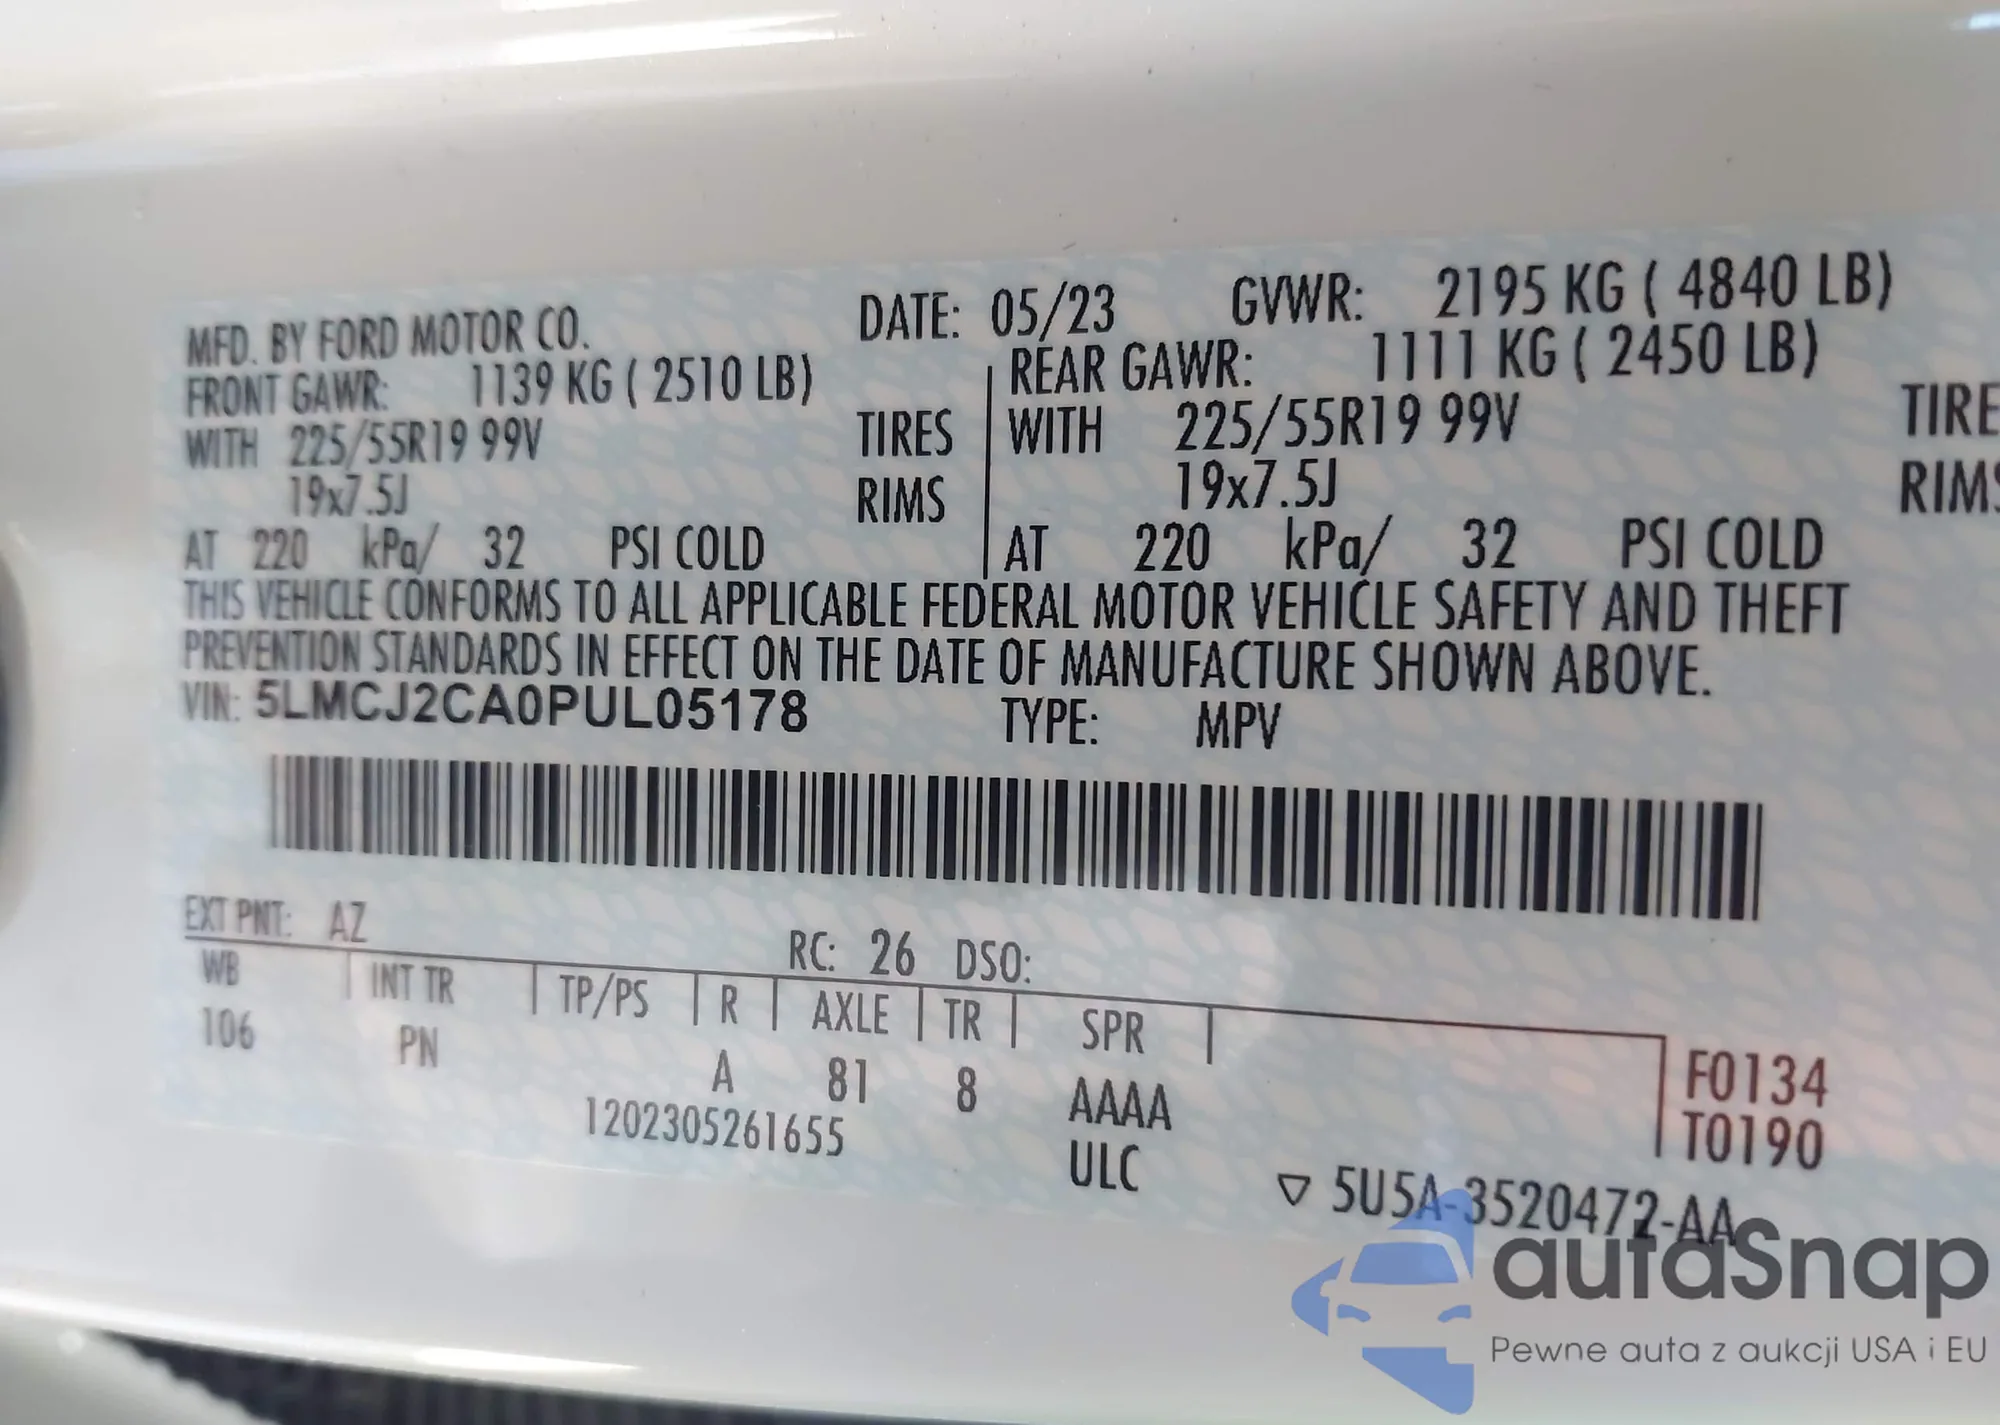 MFD. BY FORD MOTOR CO. DATE: 05/23 GVWR: 2195 KG ( 4840 LB)
FRONT GAWR: 1139 KG ( 2510 LB) REAR GAWR: 1111 KG ( 2450 LB)
WITH 225/55R19 99V TIRES WITH 225/55R19 99V TIRE
19x7.5J RIMS 19x7.5J RIMS
AT 220 kPa/ 32 PSI COLD AT 220 kPa/ 32 PSI COLD
THIS VEHICLE CONFORMS TO ALL APPLICABLE FEDERAL MOTOR VEHICLE SAFETY AND THEFT
PREVENTION STANDARDS IN EFFECT ON THE DATE OF MANUFACTURE SHOWN ABOVE.
VIN: 5LMCJ2CA0PUL05178 TYPE: MPV
EXT PNT: AZ RC: 26 DSO:
WB INT TR TP/PS R AXLE TR SPR
106 PN A 81 8 AAAA F0134
1202305261655 ULC T0190
▽ 5U5A-3520472-AA
autaSnap
Pewne auta z aukcji USA i EU